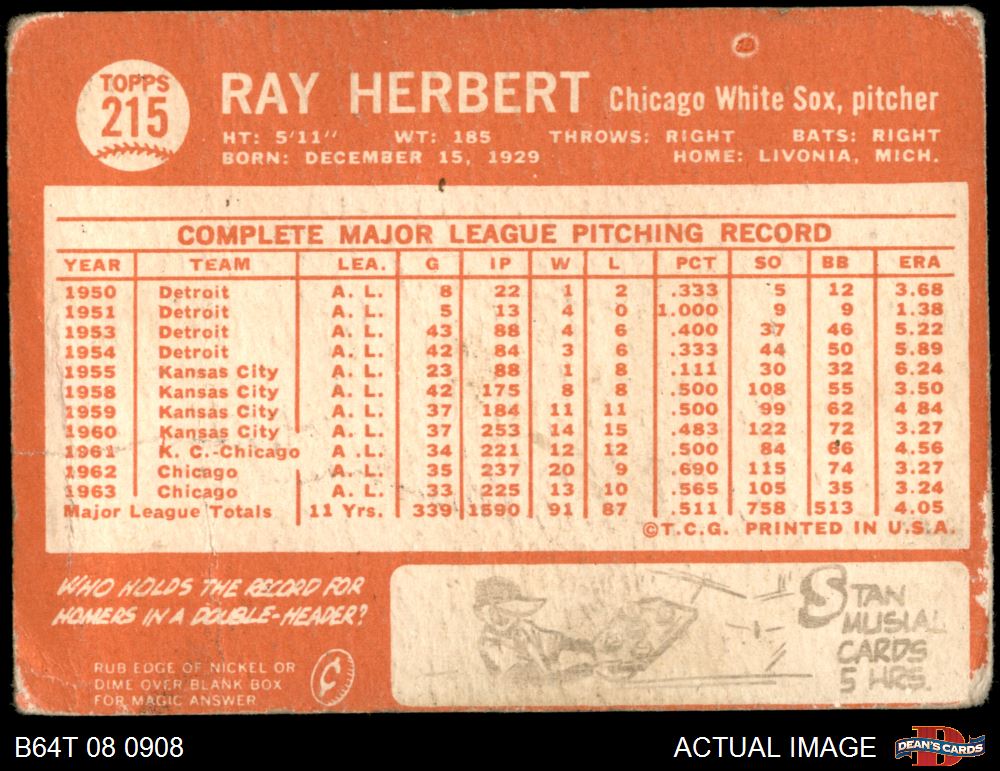 TOPPS
215
RAY HERBERT Chicago White Sox, pitcher
HT: 5'11" WT: 185 THROWS: RIGHT BATS: RIGHT
BORN: DECEMBER 15, 1929 HOME: LIVONIA, MICH.
COMPLETE MAJOR LEAGUE PITCHING RECORD
YEAR TEAM LEA. G IP W L PCT SO BB ERA
1950 Detroit A. L. 8 22 1 2 .333 5 12 3.68
1951 Detroit A. L. 5 13 4 0 1.000 9 9 1.38
1953 Detroit A. L. 43 88 4 6 .400 37 46 5.22
1954 Detroit A. L. 42 84 3 6 .333 44 50 5.89
1955 Kansas City A. L. 23 88 1 8 .111 30 32 6.24
1958 Kansas City A. L. 42 175 8 8 .500 108 55 3.50
1959 Kansas City A. L. 37 184 11 11 .500 99 62 4.84
1960 Kansas City A. L. 37 253 14 15 .483 122 72 3.27
1961 K. C.-Chicago A .L. 34 221 12 12 .500 84 66 4.56
1962 Chicago A. L. 35 237 20 9 .690 115 74 3.27
1963 Chicago A. L. 33 225 13 10 .565 105 35 3.24
Major League Totals 11 Yrs. 339 1590 91 87 .511 758 513 4.05
©T.C.G. PRINTED IN U.S.A.
WHO HOLDS THE RECORD FOR
HOMERS IN A DOUBLE-HEADER?
RUB EDGE OF NICKEL OR
DIME OVER BLANK BOX
FOR MAGIC ANSWER
STAN
MUSIAL
CARDS
5 HRS.
B64T 08 0908 ACTUAL IMAGE DEAN'S CARDS